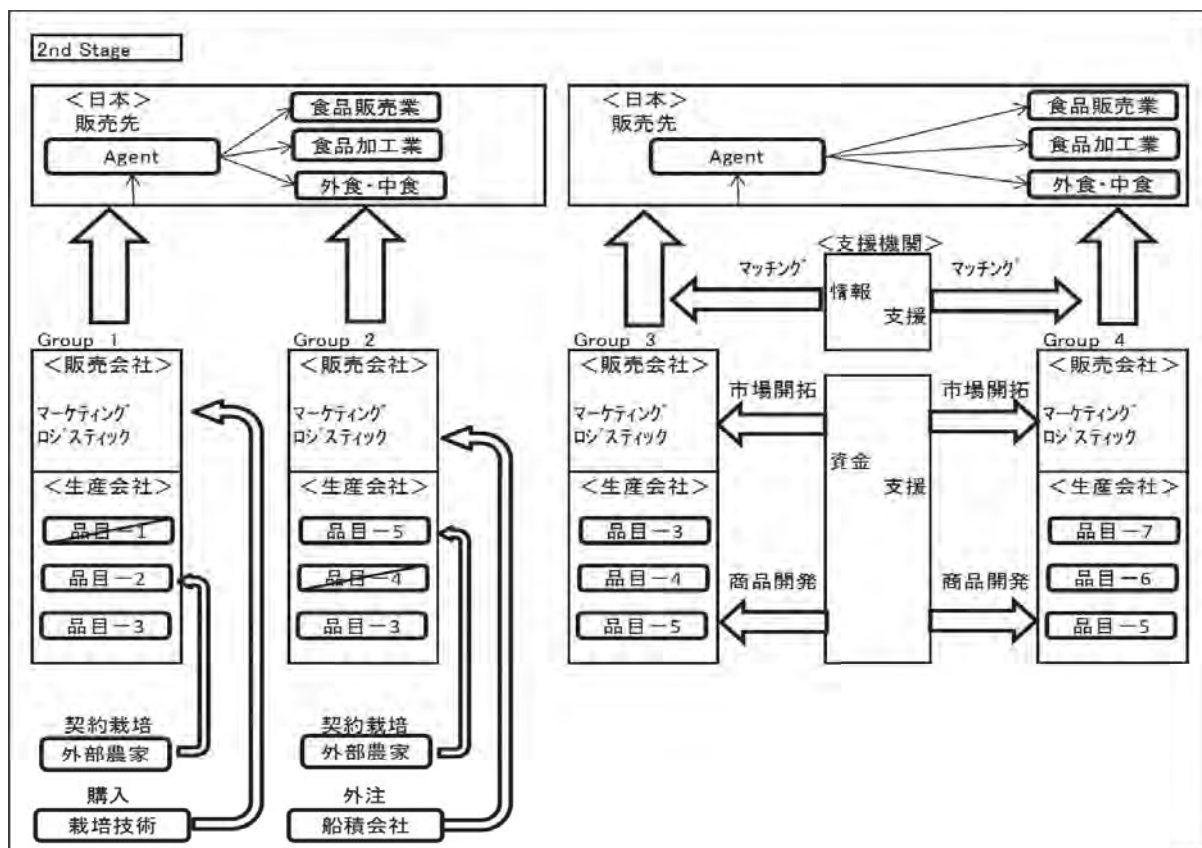 2nd Stage
＜日本＞
販売先
Agent
食品販売業
食品加工業
外食・中食
＜日本＞
販売先
Agent
食品販売業
食品加工業
外食・中食
＜支援機関＞
マッチング
情報
支援
マッチング
Group 1
＜販売会社＞
マーケティング
ロジスティック
＜生産会社＞
品目－1
品目－2
品目－3
契約栽培
外部農家
購入
栽培技術
Group 2
＜販売会社＞
マーケティング
ロジスティック
＜生産会社＞
品目－5
品目－4
品目－3
契約栽培
外部農家
外注
船積会社
Group 3
＜販売会社＞
マーケティング
ロジスティック
＜生産会社＞
品目－3
品目－4
品目－5
市場開拓
商品開発
資金
支援
市場開拓
商品開発
Group 4
＜販売会社＞
マーケティング
ロジスティック
＜生産会社＞
品目－7
品目－6
品目－5